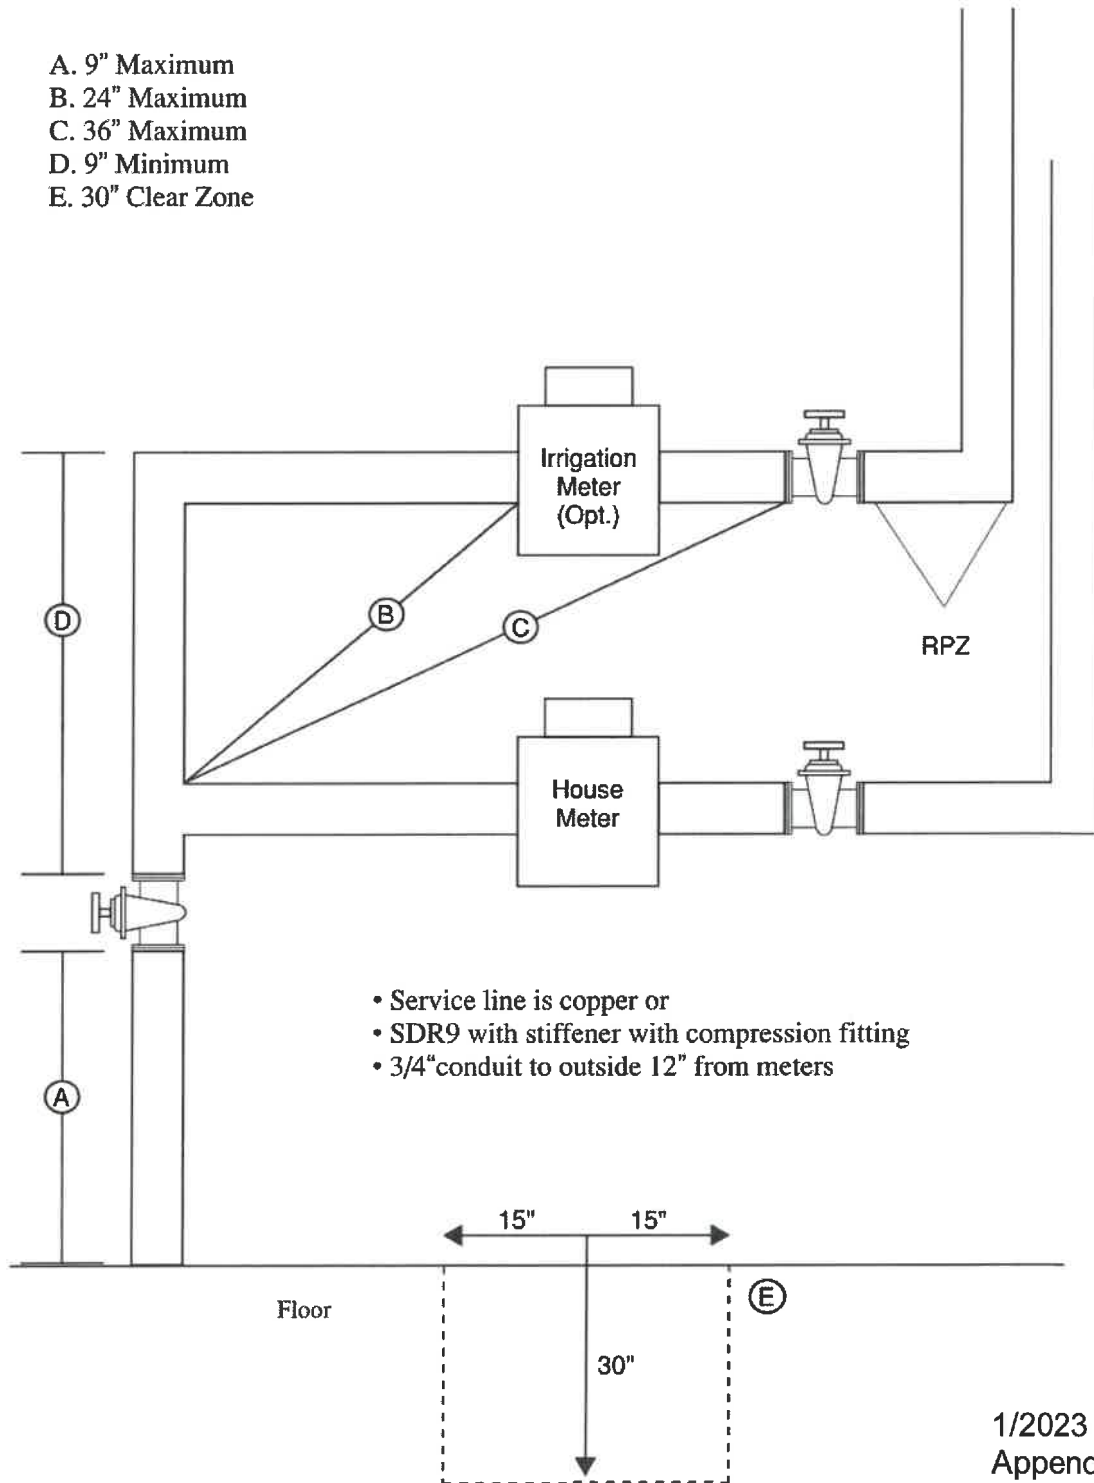 A. 9" Maximum
B. 24" Maximum
C. 36" Maximum
D. 9" Minimum
E. 30" Clear Zone
Irrigation
Meter
(Opt.)
D
B
C
RPZ
House
Meter
• Service line is copper or
• SDR9 with stiffener with compression fitting
• 3/4"conduit to outside 12" from meters
A
15" 15"
E
Floor
30"
1/2023